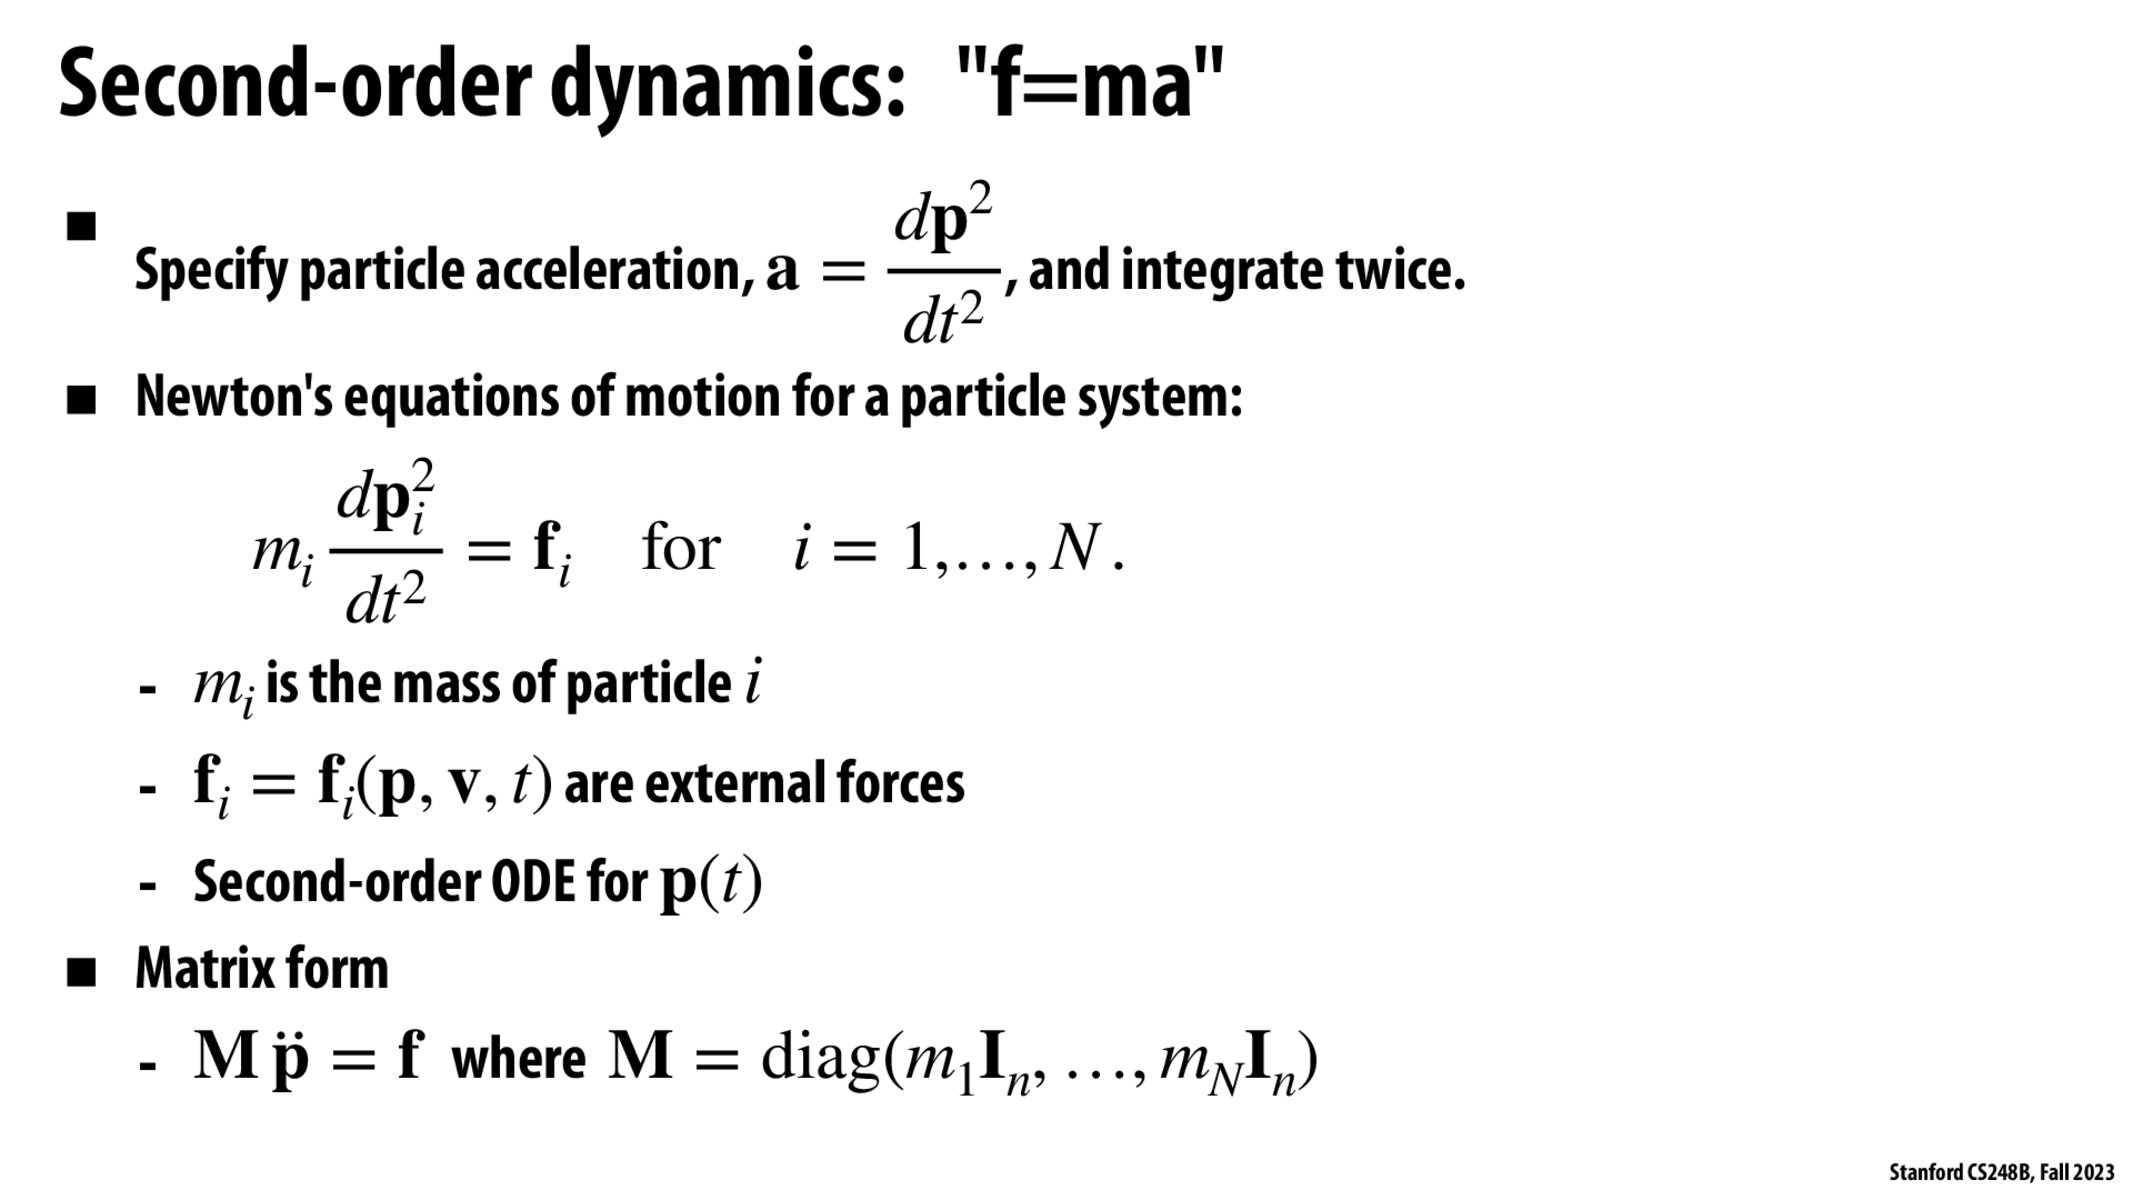 Second-order dynamics: "f=ma"
■ Specify particle acceleration, $\mathbf{a} = \dfrac{d\mathbf{p}^2}{dt^2}$, and integrate twice.
■ Newton's equations of motion for a particle system:
$m_i \dfrac{d\mathbf{p}_i^2}{dt^2} = \mathbf{f}_i \quad \text{for} \quad i = 1,\ldots,N.$
- $m_i$ is the mass of particle $i$
- $\mathbf{f}_i = \mathbf{f}_i(\mathbf{p}, \mathbf{v}, t)$ are external forces
- Second-order ODE for $\mathbf{p}(t)$
■ Matrix form
- $\mathbf{M}\ddot{\mathbf{p}} = \mathbf{f}$ where $\mathbf{M} = \text{diag}(m_1\mathbf{I}_n, \ldots, m_N\mathbf{I}_n)$
Stanford CS248B, Fall 2023